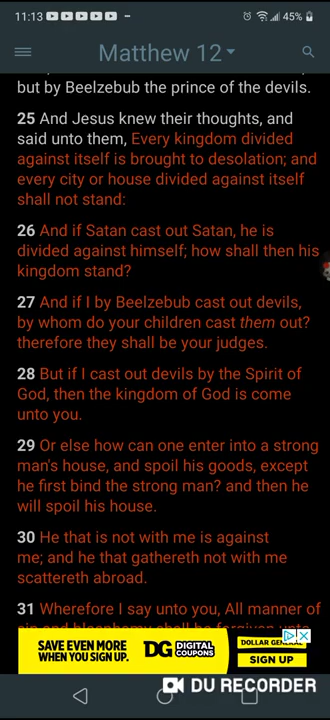 11:13
45%
Matthew 12
but by Beelzebub the prince of the devils.
25 And Jesus knew their thoughts, and
said unto them, Every kingdom divided
against itself is brought to desolation; and
every city or house divided against itself
shall not stand:
26 And if Satan cast out Satan, he is
divided against himself; how shall then his
kingdom stand?
27 And if I by Beelzebub cast out devils,
by whom do your children cast them out?
therefore they shall be your judges.
28 But if I cast out devils by the Spirit of
God, then the kingdom of God is come
unto you.
29 Or else how can one enter into a strong
man's house, and spoil his goods, except
he first bind the strong man? and then he
will spoil his house.
30 He that is not with me is against
me; and he that gathereth not with me
scattereth abroad.
31 Wherefore I say unto you, All manner of
sin and blasphemy shall be forgiven unto
SAVE EVEN MORE
WHEN YOU SIGN UP.
DG DIGITAL
COUPONS
DOLLAR GENERAL
SIGN UP
DU RECORDER